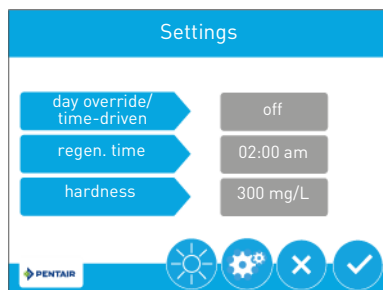 Settings
day override/
time-driven
off
regen. time
02:00 am
hardness
300 mg/L
PENTAIR